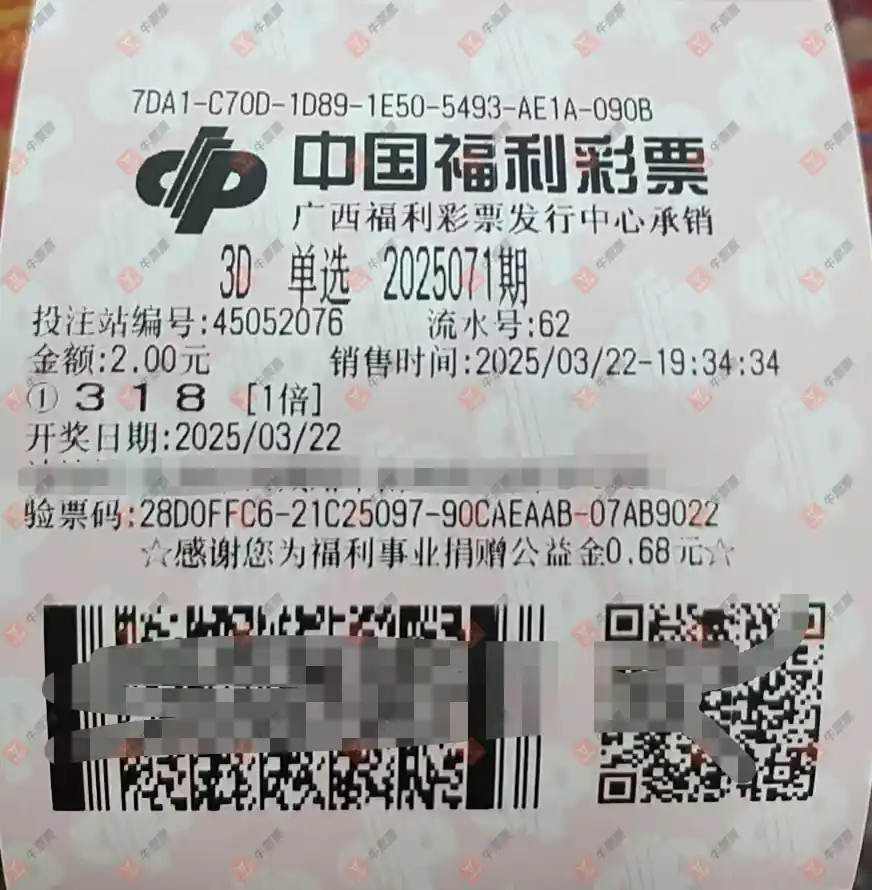 7DA1-C70D-1D89-1E50-5493-AE1A-090B
中国福利彩票
广西福利彩票发行中心承销
3D 单选 2025071期
投注站编号:45052076 流水号:62
金额:2.00元 销售时间:2025/03/22-19:34:34
① 3 1 8 [1倍]
开奖日期:2025/03/22
验票码:28D0FFC6-21C25097-90CAEAAB-07AB9022
☆感谢您为福利事业捐赠公益金0.68元☆